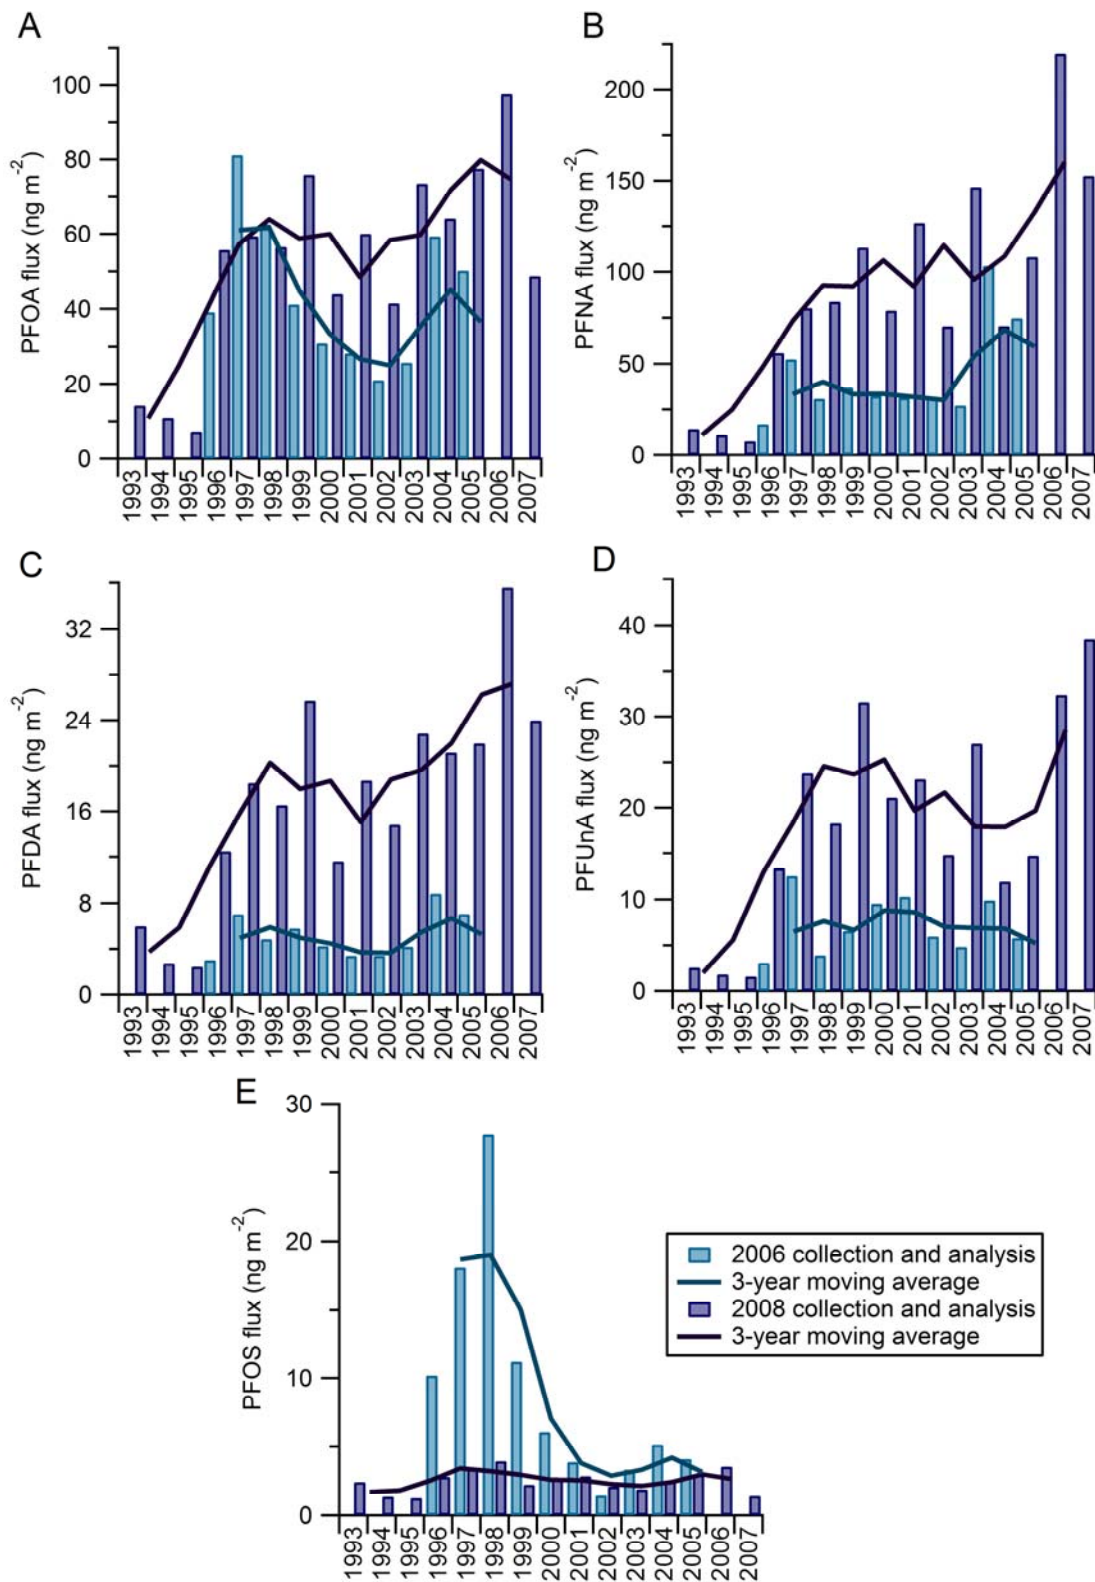 A
PFOA flux (ng m-2)
100
80
60
40
20
0
1993 1994 1995 1996 1997 1998 1999 2000 2001 2002 2003 2004 2005 2006 2007
B
PFNA flux (ng m-2)
200
150
100
50
0
1993 1994 1995 1996 1997 1998 1999 2000 2001 2002 2003 2004 2005 2006 2007
C
PFDA flux (ng m-2)
32
24
16
8
0
1993 1994 1995 1996 1997 1998 1999 2000 2001 2002 2003 2004 2005 2006 2007
D
PFUnA flux (ng m-2)
40
30
20
10
0
1993 1994 1995 1996 1997 1998 1999 2000 2001 2002 2003 2004 2005 2006 2007
E
PFOS flux (ng m-2)
30
20
10
0
1993 1994 1995 1996 1997 1998 1999 2000 2001 2002 2003 2004 2005 2006 2007
2006 collection and analysis
3-year moving average
2008 collection and analysis
3-year moving average